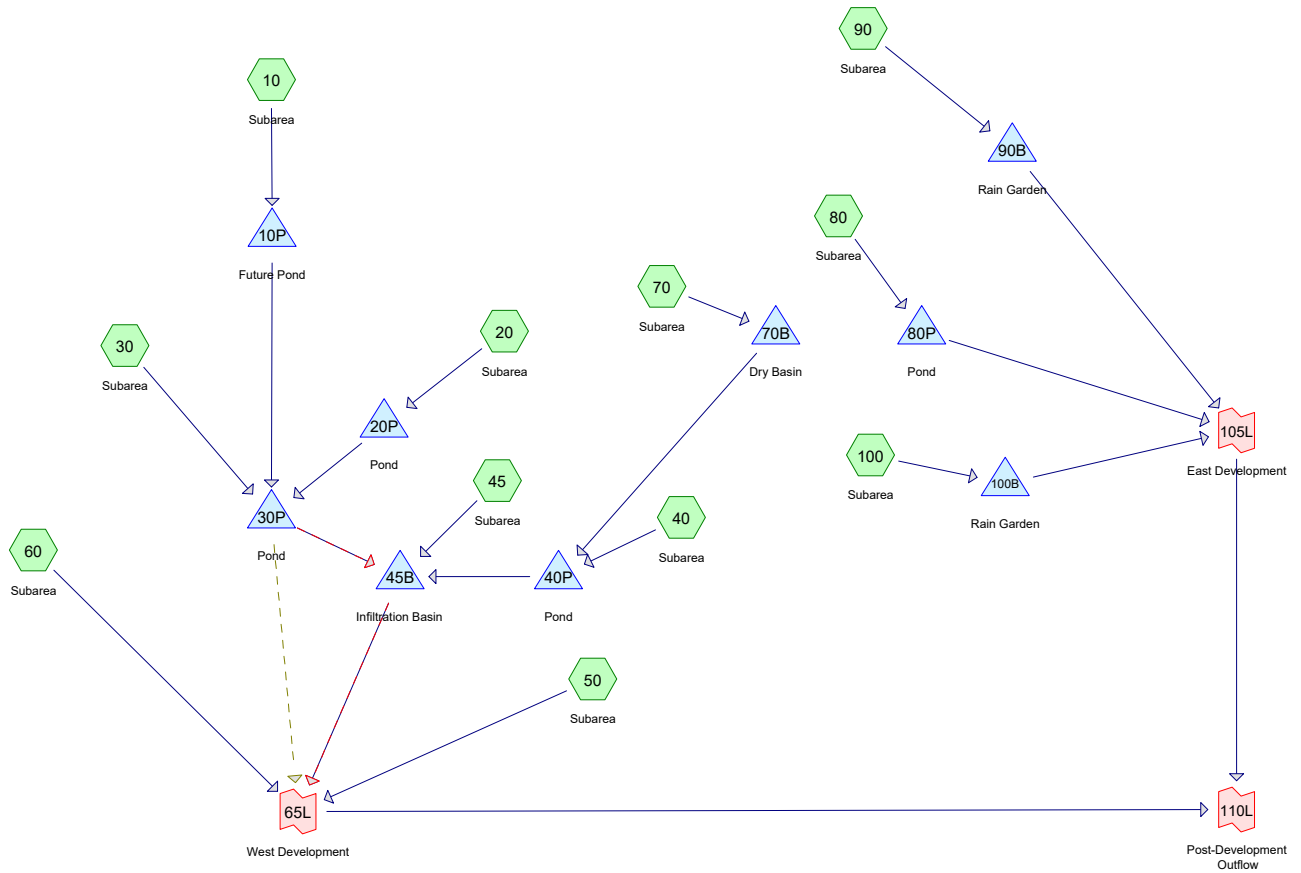 90
Subarea
10
Subarea
90B
Rain Garden
80
Subarea
10P
Future Pond
70
Subarea
20
Subarea
70B
Dry Basin
80P
Pond
30
Subarea
20P
Pond
105L
East Development
100
Subarea
100B
Rain Garden
45
Subarea
30P
Pond
40
Subarea
60
Subarea
45B
Infiltration Basin
40P
Pond
50
Subarea
65L
West Development
110L
Post-Development
Outflow